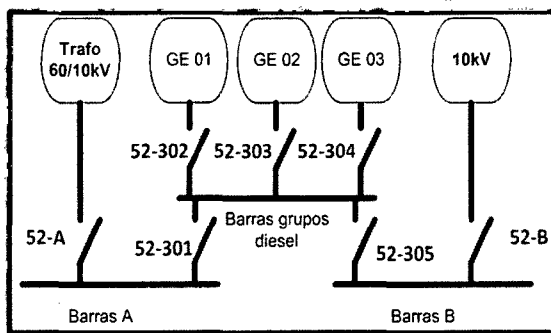 Trafo
60/10kV
GE 01
GE 02
GE 03
10kV
52-302
52-303
52-304
Barras grupos
diesel
52-A
52-301
52-305
52-B
Barras A
Barras B